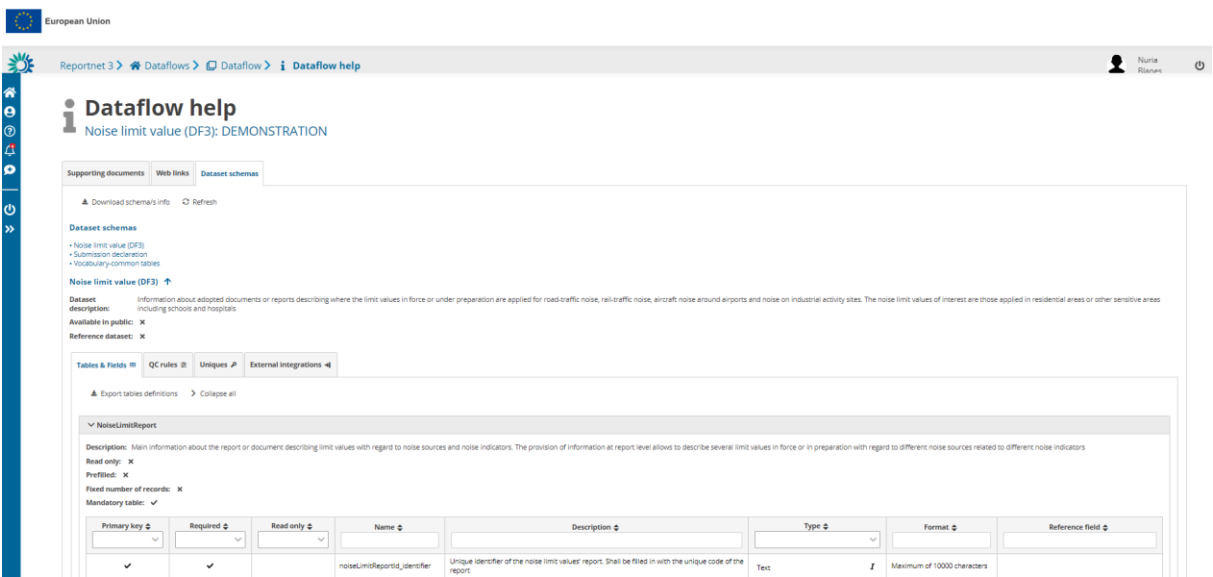 European Union
Reportnet 3 Dataflows Dataflow Dataflow help
Nuria
Blanes
Dataflow help
Noise limit value (DF3): DEMONSTRATION
Supporting documents Web links Dataset schemas
Download schema/s info Refresh
Dataset schemas
• Noise limit value (DF3)
• Submission declaration
• Vocabulary-common tables
Noise limit value (DF3)
Dataset description: Information about adopted documents or reports describing where the limit values in force or under preparation are applied for road-traffic noise, rail-traffic noise, aircraft noise around airports and noise on industrial activity sites. The noise limit values of interest are those applied in residential areas or other sensitive areas
including schools and hospitals
Available in public:
Reference dataset:
Tables & Fields QC rules Uniques External integrations
Export tables definitions Collapse all
NoiseLimitReport
Description: Main information about the report or document describing limit values with regard to noise sources and noise indicators. The provision of information at report level allows to describe several limit values in force or in preparation with regard to different noise sources related to different noise indicators
Read only:
Prefilled:
Fixed number of records:
Mandatory table:
Primary key Required Read only Name Description Type Format Reference field
noiseLimitReportId_identifier Unique identifier of the noise limit values' report. Shall be filled in with the unique code of the
report
Text Maximum of 10000 characters